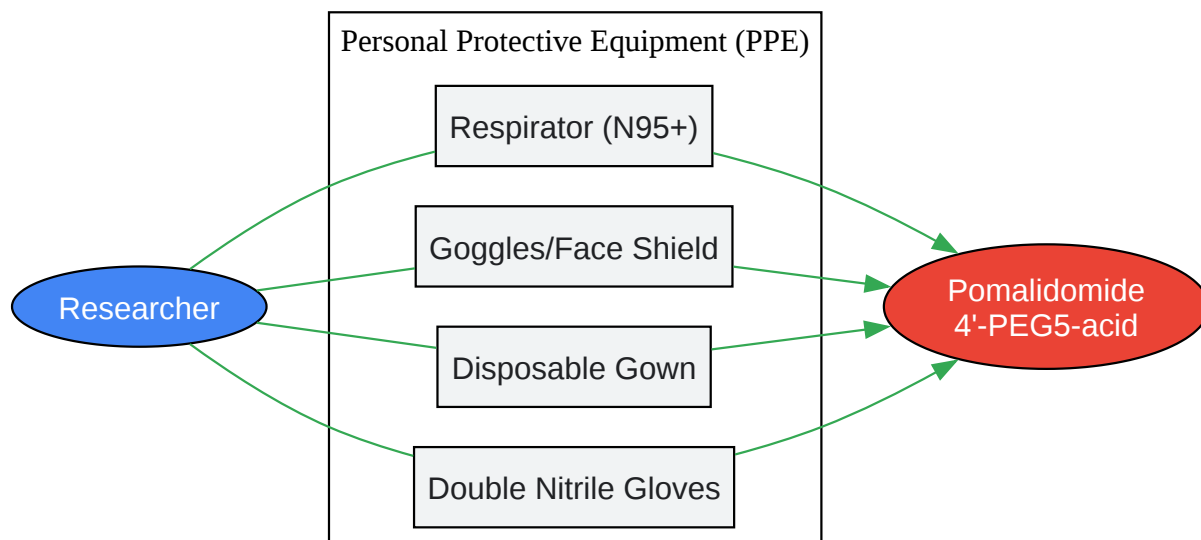 Personal Protective Equipment (PPE)
Respirator (N95+)
Goggles/Face Shield
Researcher
Pomalidomide
4'-PEG5-acid
Disposable Gown
Double Nitrile Gloves